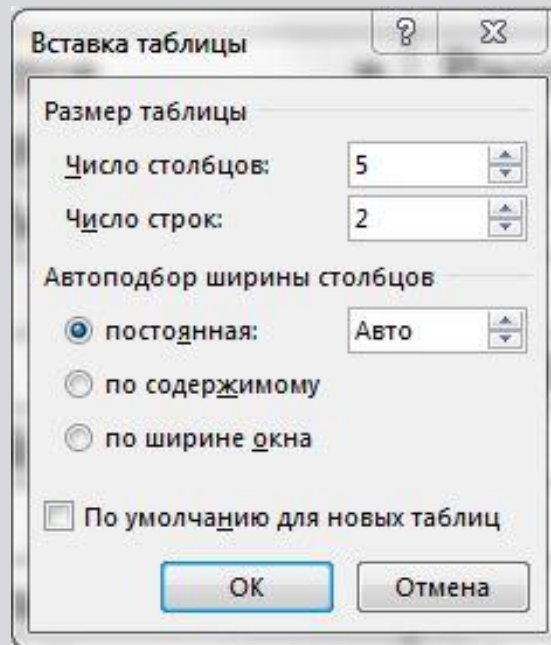 Вставка таблицы
Размер таблицы
Число столбцов: 5
Число строк: 2
Автоподбор ширины столбцов
постоянная: Авто
по содержимому
по ширине окна
По умолчанию для новых таблиц
ОК Отмена